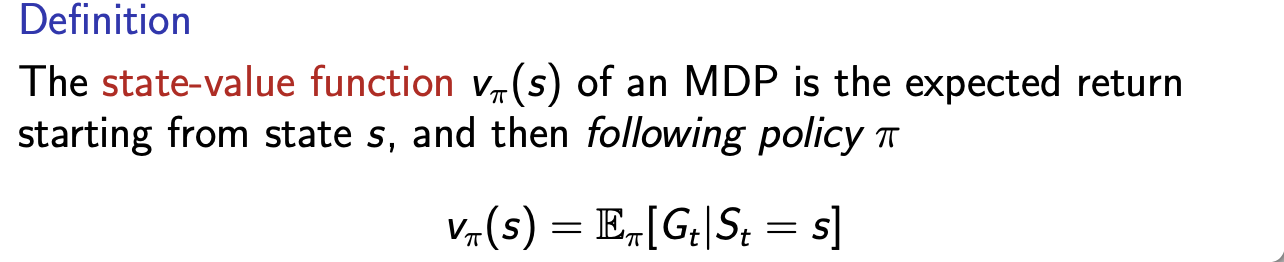 Definition
The state-value function vπ(s) of an MDP is the expected return
starting from state s, and then following policy π
vπ(s) = 𝔼π[Gt|St = s]